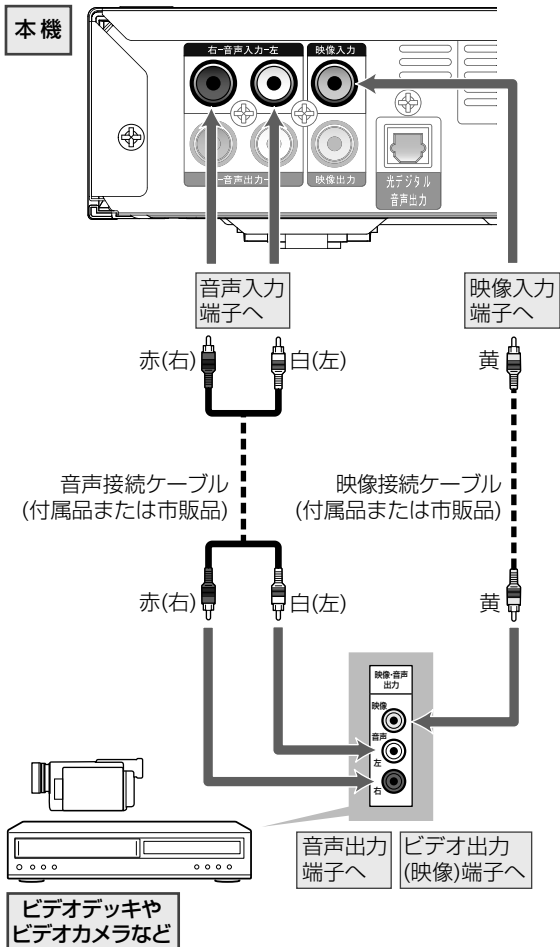 本機
右-音声入力-左
映像入力
-音声出力-
映像出力
光デジタル
音声出力
音声入力
端子へ
映像入力
端子へ
赤(右)
白(左)
黄
音声接続ケーブル
(付属品または市販品)
映像接続ケーブル
(付属品または市販品)
赤(右)
白(左)
黄
映像・音声
出力
映像
音声
左
右
音声出力
端子へ
ビデオ出力
(映像)端子へ
ビデオデッキや
ビデオカメラなど